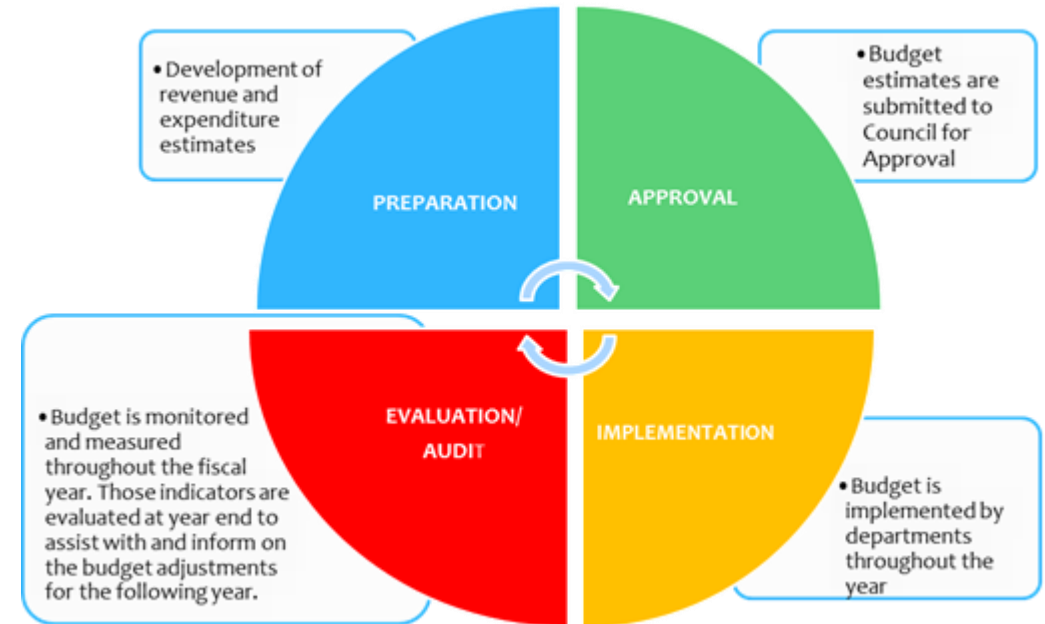 • Development of
revenue and
expenditure
estimates
PREPARATION
APPROVAL
• Budget
estimates are
submitted to
Council for
Approval
• Budget is monitored
and measured
throughout the fiscal
year. Those indicators are
evaluated at year end to
assist with and inform on
the budget adjustments
for the following year.
EVALUATION/
AUDIT
IMPLEMENTATION
• Budget is
implemented by
departments
throughout the
year